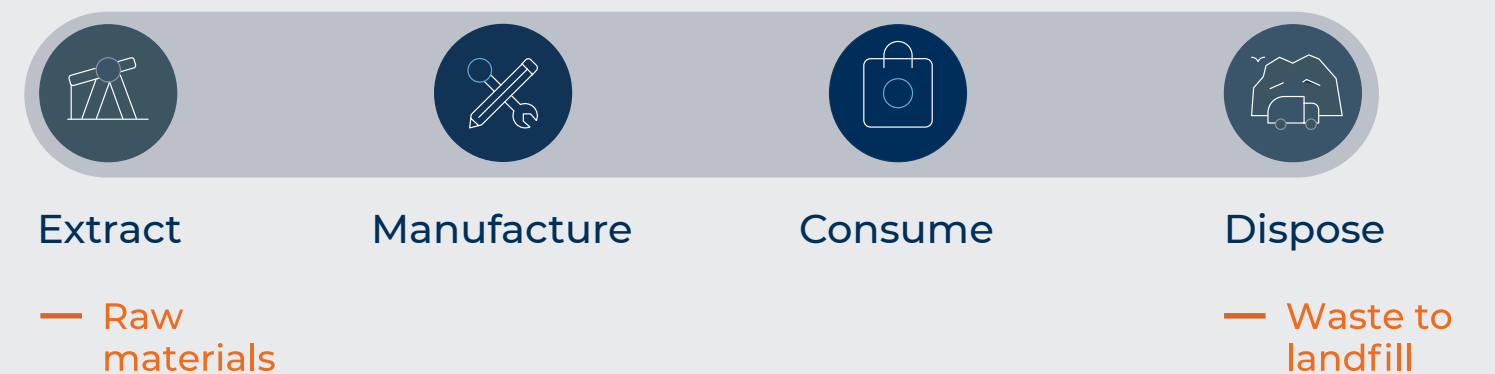 Extract
Manufacture
Consume
Dispose
— Raw
materials
— Waste to
landfill